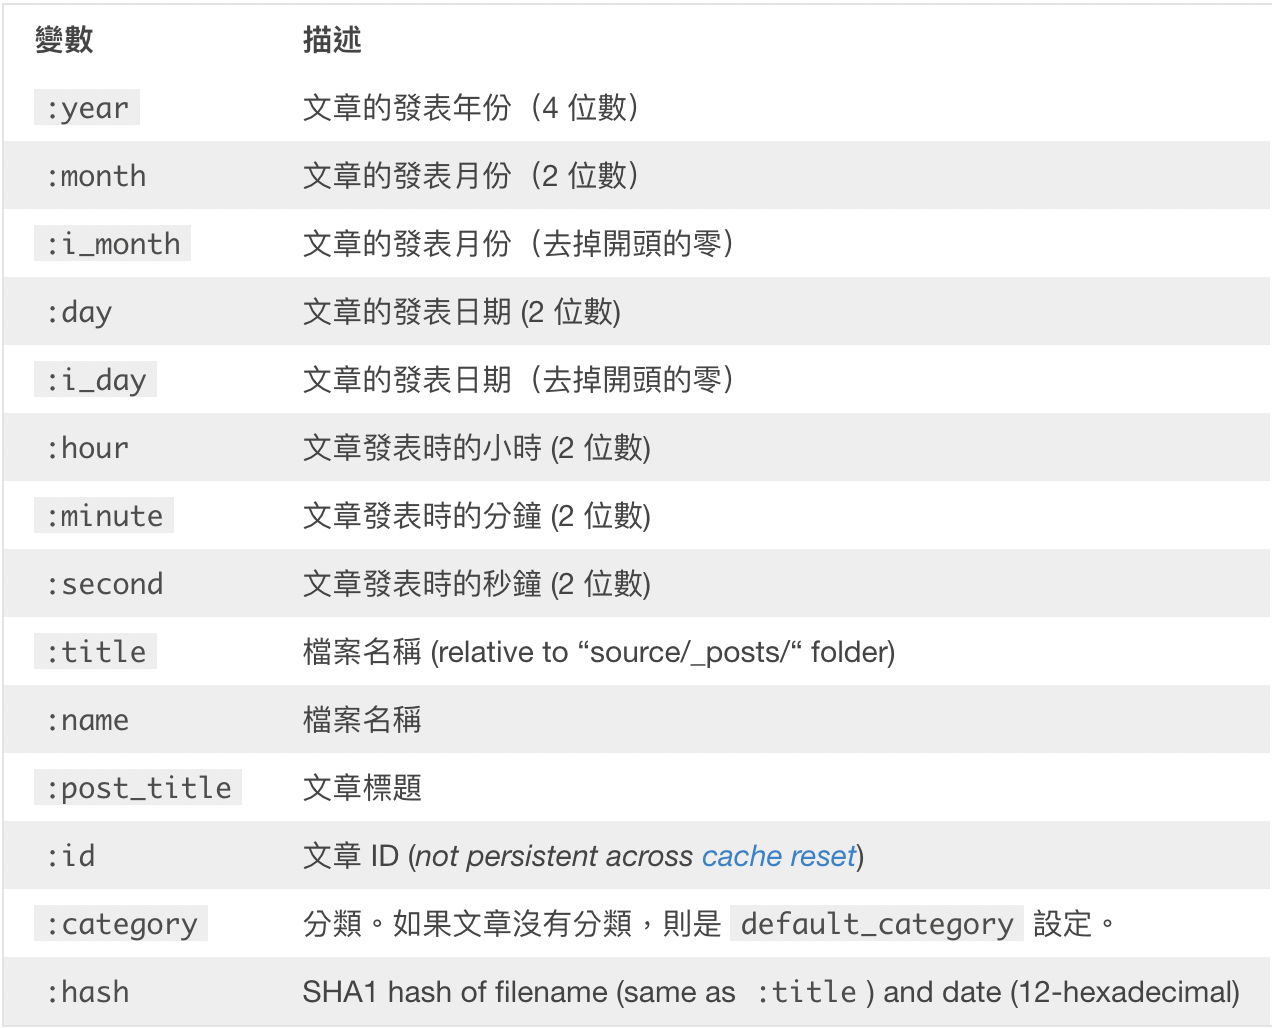 變數 描述
:year 文章的發表年份（4 位數）
:month 文章的發表月份（2 位數）
:i_month 文章的發表月份（去掉開頭的零）
:day 文章的發表日期 (2 位數)
:i_day 文章的發表日期（去掉開頭的零）
:hour 文章發表時的小時 (2 位數)
:minute 文章發表時的分鐘 (2 位數)
:second 文章發表時的秒鐘 (2 位數)
:title 檔案名稱 (relative to “source/_posts/“ folder)
:name 檔案名稱
:post_title 文章標題
:id 文章 ID (not persistent across cache reset)
:category 分類。如果文章沒有分類，則是 default_category 設定。
:hash SHA1 hash of filename (same as :title ) and date (12-hexadecimal)